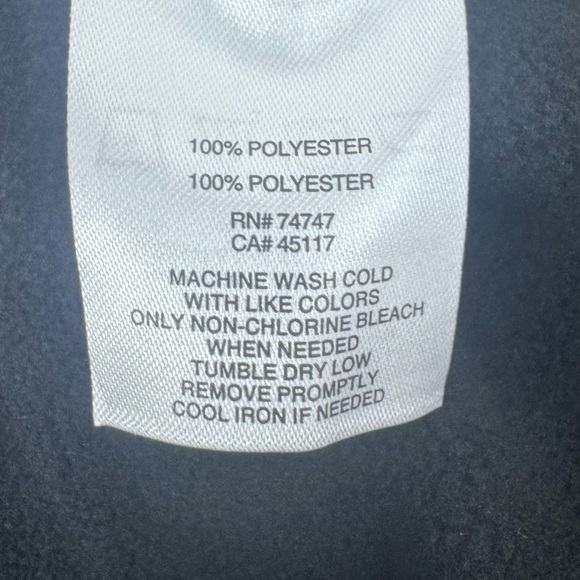 100% POLYESTER
100% POLYESTER
RN# 74747
CA# 45117
MACHINE WASH COLD
WITH LIKE COLORS
ONLY NON-CHLORINE BLEACH
WHEN NEEDED
TUMBLE DRY LOW
REMOVE PROMPTLY
COOL IRON IF NEEDED